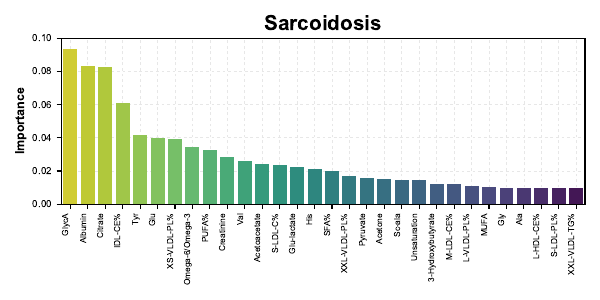 Sarcoidosis
Importance
0.10
0.08
0.06
0.04
0.02
0.00
GlycA
Albumin
Citrate
IDL-CE%
Tyr
Glu
XS-VLDL-PL%
Omega-6/Omega-3
PUFA%
Creatinine
Val
Acetoacetate
S-LDL-C%
Glu-lactate
His
SFA%
XXL-VLDL-PL%
Pyruvate
Acetone
Unsaturation
3-Hydroxybutyrate
M-LDL-CE%
L-VLDL-PL%
MUFA
Gly
Ala
L-HDL-CE%
S-LDL-PL%
XXL-VLDL-TG%